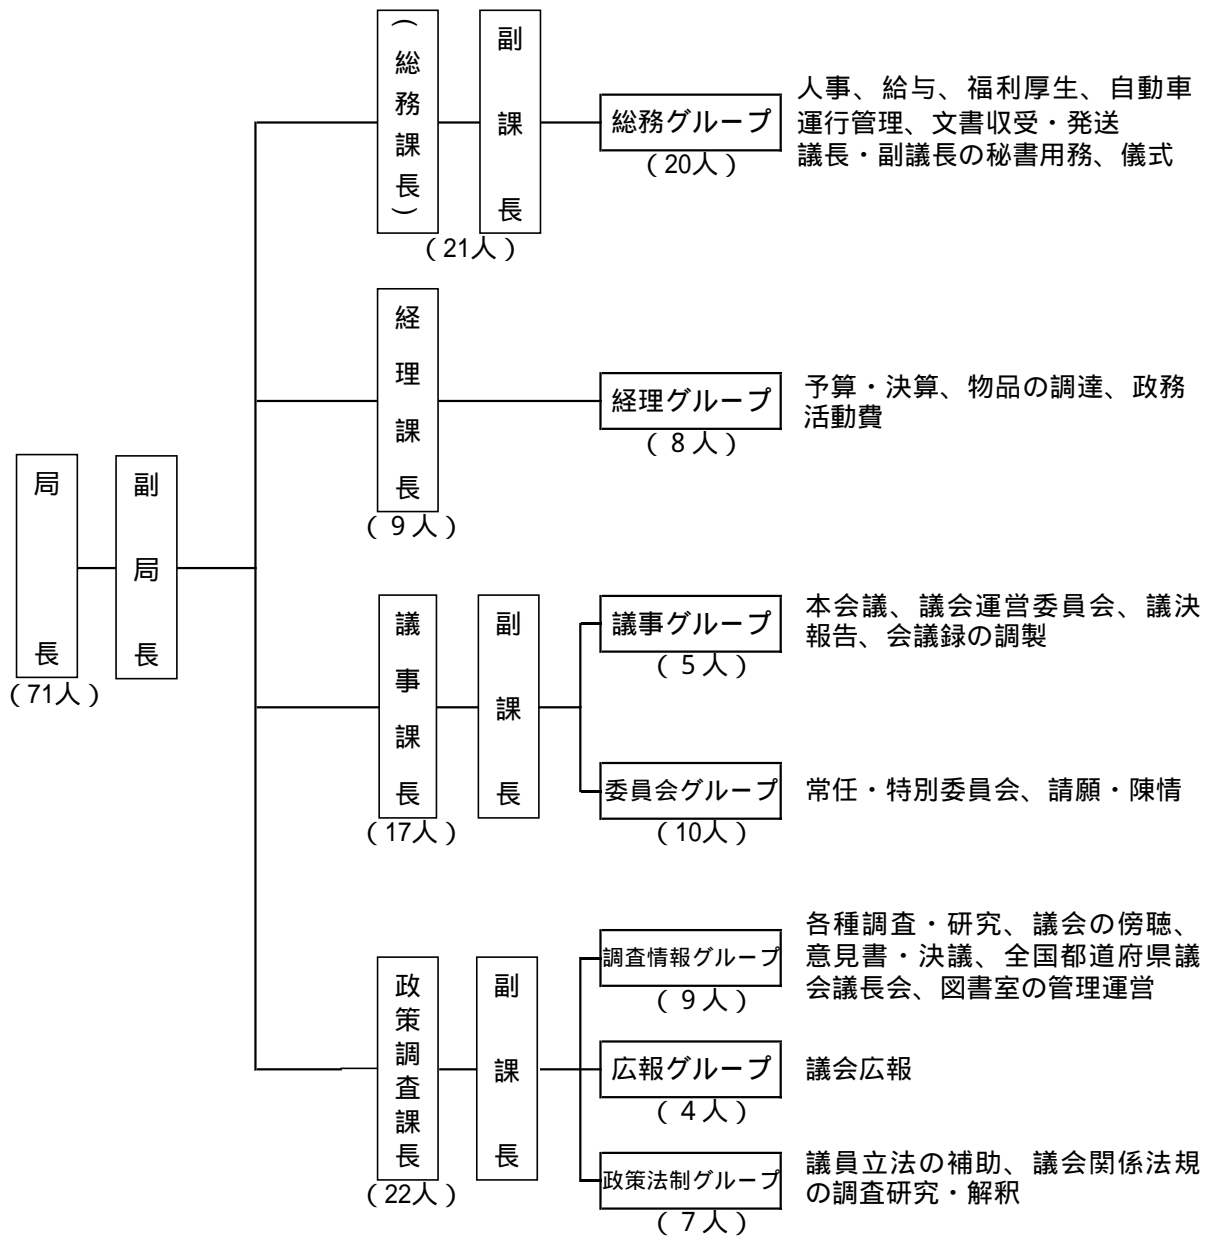 局長
（71人）
副局長
（総務課長）
副課長
（21人）
総務グループ
（20人）
人事、給与、福利厚生、自動車
運行管理、文書収受・発送
議長・副議長の秘書用務、儀式
経理課長
（９人）
経理グループ
（８人）
予算・決算、物品の調達、政務
活動費
議事課長
（17人）
副課長
議事グループ
（５人）
本会議、議会運営委員会、議決
報告、会議録の調製
委員会グループ
（10人）
常任・特別委員会、請願・陳情
政策調査課長
（22人）
副課長
調査情報グループ
（９人）
各種調査・研究、議会の傍聴、
意見書・決議、全国都道府県議
会議長会、図書室の管理運営
広報グループ
（４人）
議会広報
政策法制グループ
（７人）
議員立法の補助、議会関係法規
の調査研究・解釈